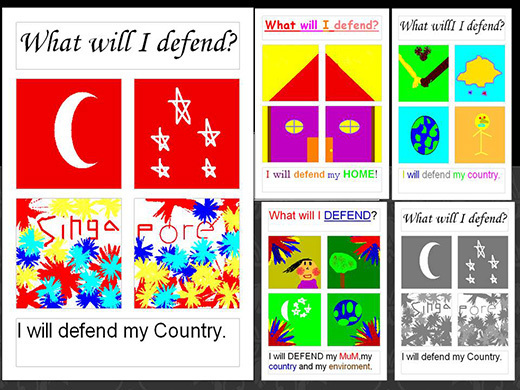 What will I defend?
Singa pore
I will defend my Country.
What will I defend?
I will defend my HOME!
What will I defend?
I will defend my country.
What will I DEFEND?
I will DEFEND my MuM,my
country and my enviroment.
What will I defend?
Singa pore
I will defend my Country.